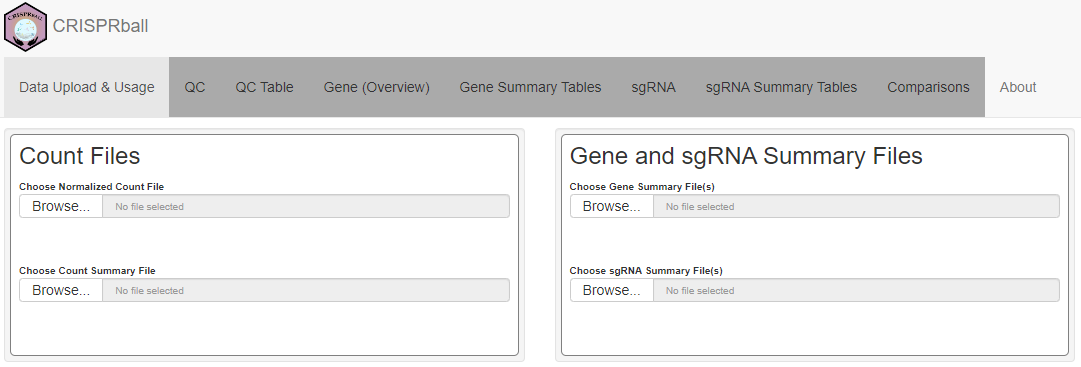 CRISPRball
CRISPRball
Data Upload & Usage QC QC Table Gene (Overview) Gene Summary Tables sgRNA sgRNA Summary Tables Comparisons About
Count Files
Choose Normalized Count File
Browse... No file selected
Choose Count Summary File
Browse... No file selected
Gene and sgRNA Summary Files
Choose Gene Summary File(s)
Browse... No file selected
Choose sgRNA Summary File(s)
Browse... No file selected